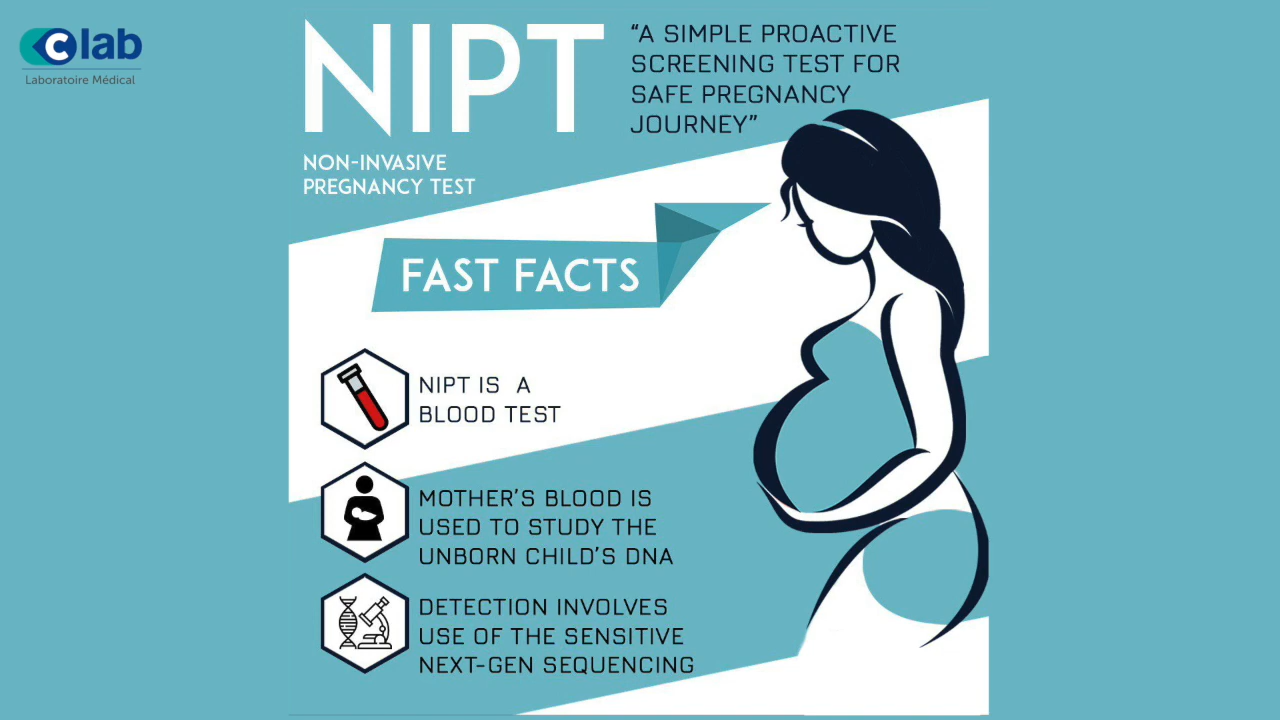 clab
Laboratoire Médical
NIPT
“A SIMPLE PROACTIVE
SCREENING TEST FOR
SAFE PREGNANCY
JOURNEY”
NON-INVASIVE
PREGNANCY TEST
FAST FACTS
NIPT IS A
BLOOD TEST
MOTHER’S BLOOD IS
USED TO STUDY THE
UNBORN CHILD’S DNA
DETECTION INVOLVES
USE OF THE SENSITIVE
NEXT-GEN SEQUENCING